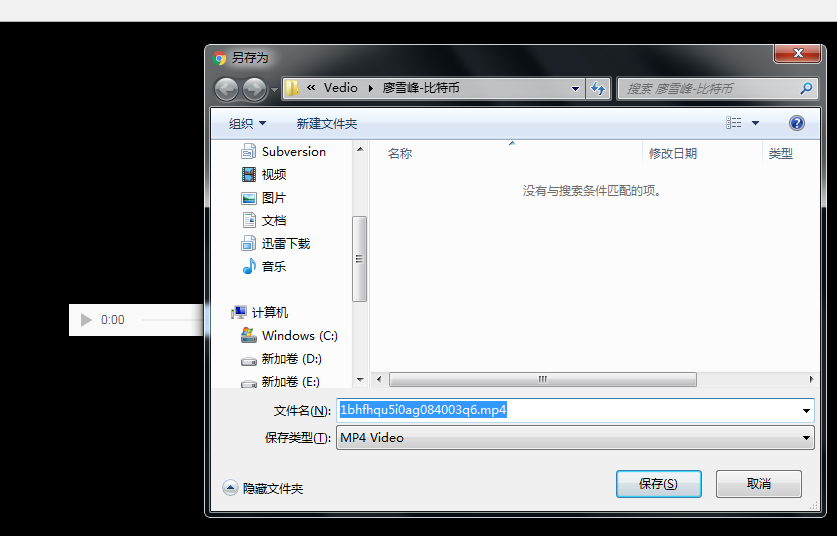 另存为
« Vedio ▸ 廖雪峰-比特币
搜索 廖雪峰-比特币
组织 新建文件夹
名称 修改日期 类型
没有与搜索条件匹配的项。
Subversion
视频
图片
文档
迅雷下载
音乐
计算机
Windows (C:)
新加卷 (D:)
新加卷 (E:)
0:00
文件名(N): 1bhfhqu5i0ag084003q6.mp4
保存类型(T): MP4 Video
隐藏文件夹
保存(S) 取消